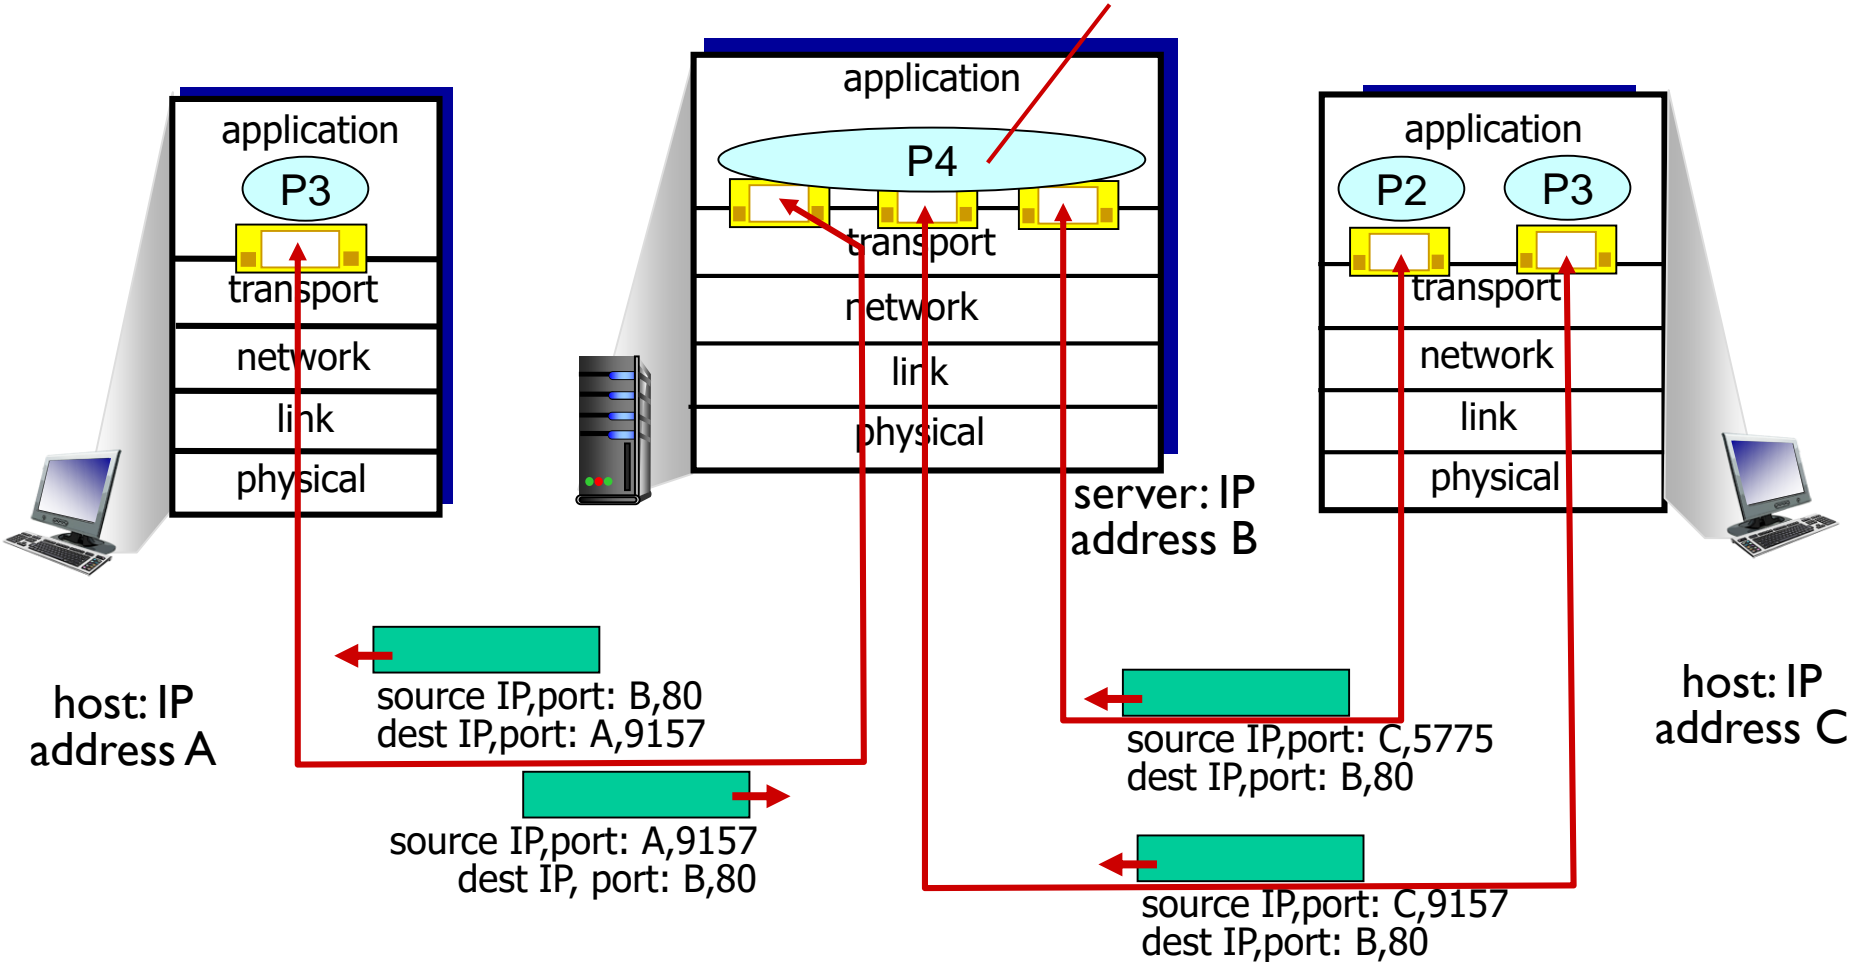 application
P3
transport
network
link
physical
host: IP
address A
application
P4
transport
network
link
physical
server: IP
address B
application
P2
P3
transport
network
link
physical
host: IP
address C
source IP,port: B,80
dest IP,port: A,9157
source IP,port: A,9157
dest IP, port: B,80
source IP,port: C,5775
dest IP,port: B,80
source IP,port: C,9157
dest IP,port: B,80